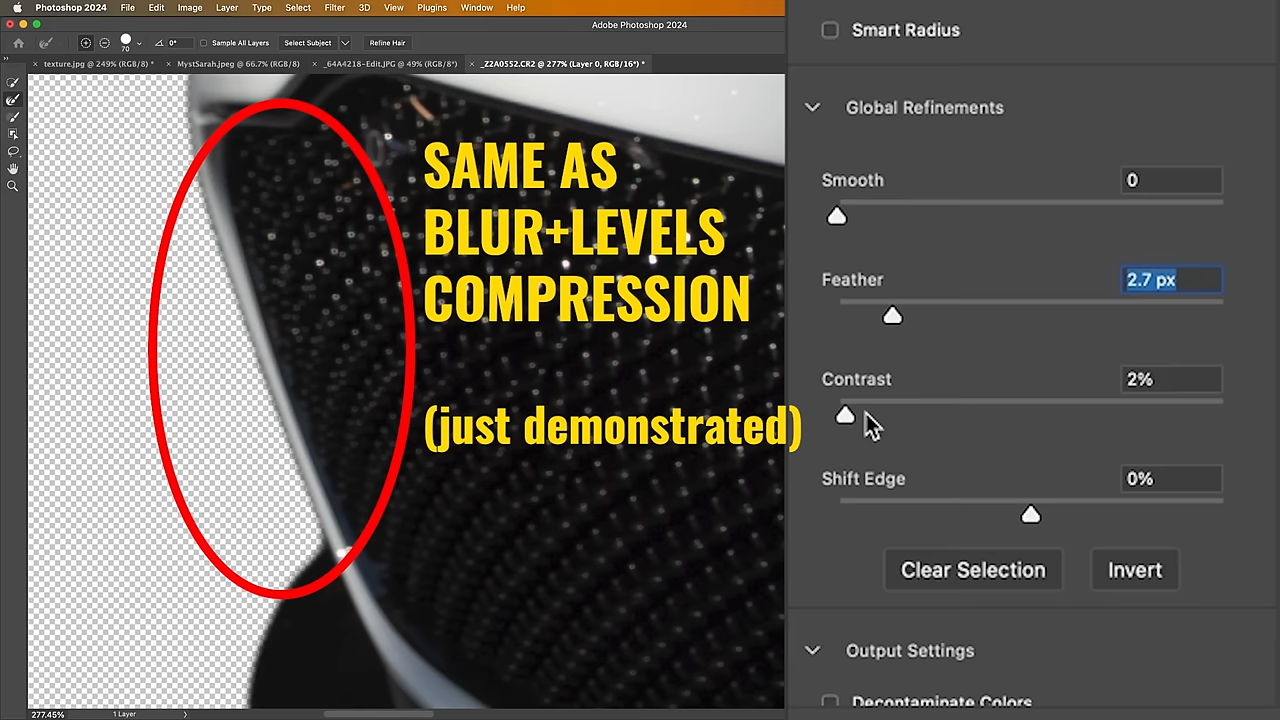 Photoshop 2024 File Edit Image Layer Type Select Filter 3D View Plugins Window Help
Adobe Photoshop 2024
70
0°
Sample All Layers
Select Subject
Refine Hair
texture.jpg @ 249% (RGB/8) *
MystSarah.jpeg @ 66.7% (RGB/8)
_64A4218-Edit.JPG @ 49% (RGB/8*)
_Z2A0552.CR2 @ 277% (Layer 0, RGB/16*) *
SAME AS
BLUR+LEVELS
COMPRESSION
(just demonstrated)
277.45%
1 Layer
Smart Radius
Global Refinements
Smooth
0
Feather
2.7 px
Contrast
2%
Shift Edge
0%
Clear Selection
Invert
Output Settings
Decontaminate Colors